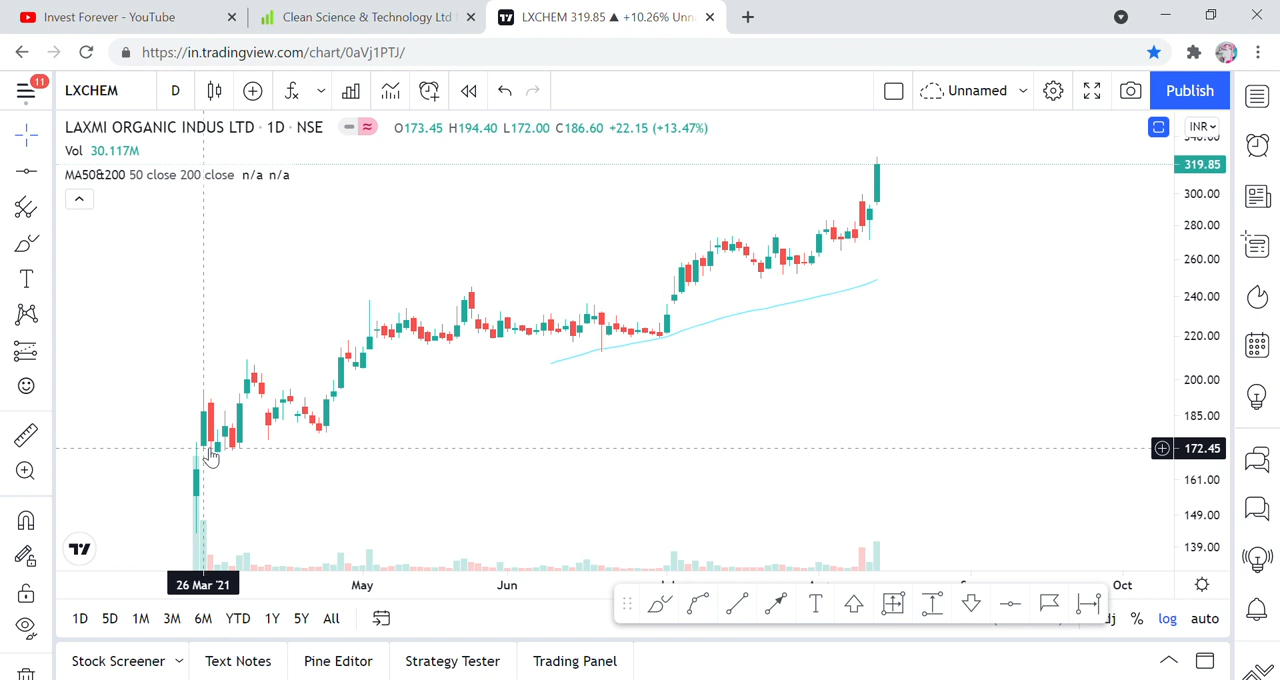 Invest Forever - YouTube
Clean Science & Technology Ltd
LXCHEM 319.85 ▲ +10.26% Unn
https://in.tradingview.com/chart/0aVj1PTJ/
11
LXCHEM
D
Unnamed
Publish
LAXMI ORGANIC INDUS LTD · 1D · NSE
O173.45 H194.40 L172.00 C186.60 +22.15 (+13.47%)
INR
Vol 30.117M
MA50&200 50 close 200 close n/a n/a
340.00
319.85
300.00
280.00
260.00
240.00
220.00
200.00
185.00
172.45
161.00
149.00
139.00
26 Mar '21
May
Jun
Oct
1D 5D 1M 3M 6M YTD 1Y 5Y All
T
% log auto
Stock Screener
Text Notes
Pine Editor
Strategy Tester
Trading Panel